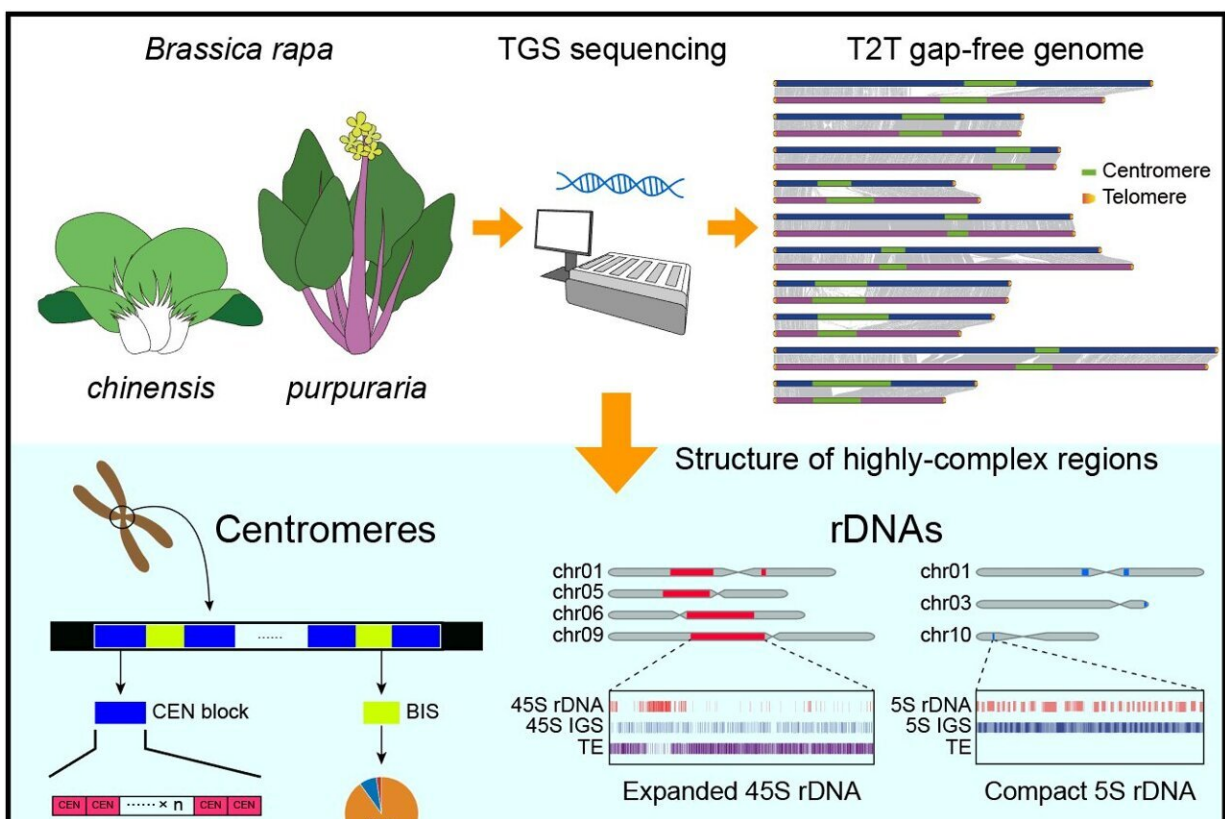 Brassica rapa
TGS sequencing
T2T gap-free genome
Centromere
Telomere
chinensis
purpuraria
Structure of highly-complex regions
Centromeres
rDNAs
chr01
chr05
chr06
chr09
chr01
chr03
chr10
......
CEN block
BIS
CEN CEN ...... × n CEN CEN
45S rDNA
45S IGS
TE
Expanded 45S rDNA
5S rDNA
5S IGS
TE
Compact 5S rDNA